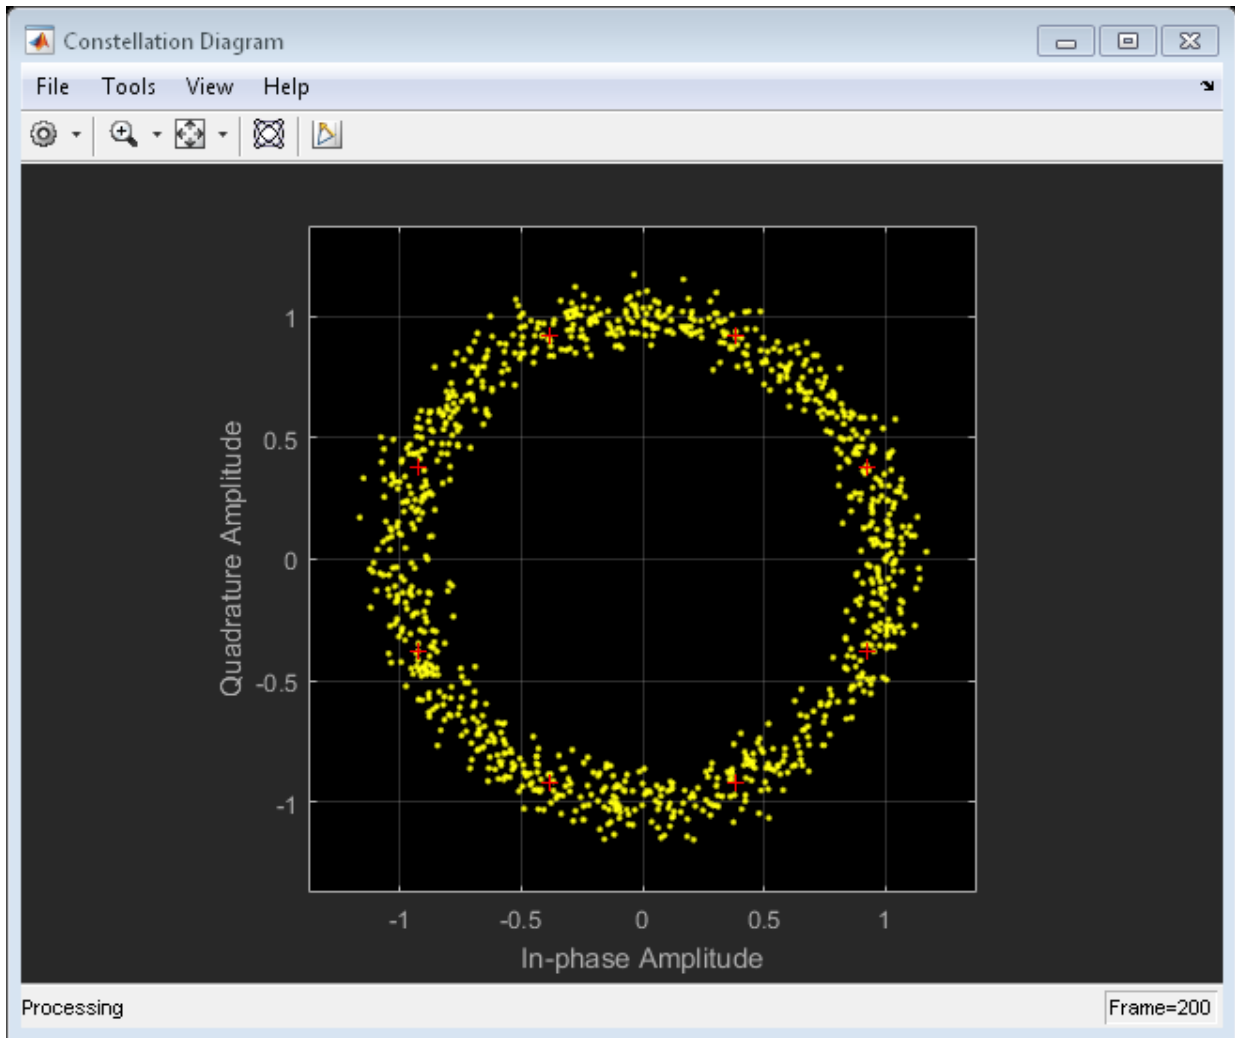 Constellation Diagram
File Tools View Help
1
0.5
0
-0.5
-1
Quadrature Amplitude
-1 -0.5 0 0.5 1
In-phase Amplitude
Processing
Frame=200